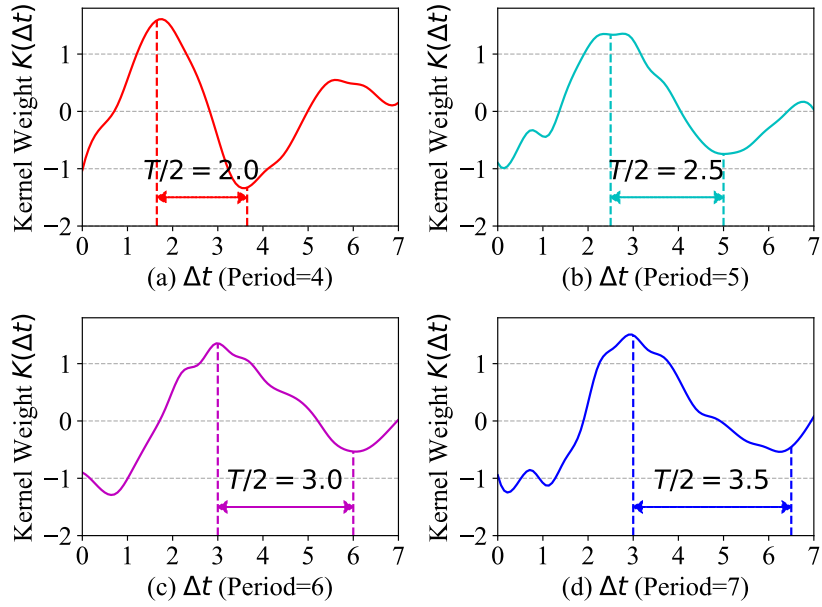 Kernel Weight K(Δt)
1
0
−1
−2
T/2 = 2.0
0 1 2 3 4 5 6 7
(a) Δt (Period=4)
Kernel Weight K(Δt)
1
0
−1
−2
T/2 = 2.5
0 1 2 3 4 5 6 7
(b) Δt (Period=5)
Kernel Weight K(Δt)
1
0
−1
−2
T/2 = 3.0
0 1 2 3 4 5 6 7
(c) Δt (Period=6)
Kernel Weight K(Δt)
1
0
−1
−2
T/2 = 3.5
0 1 2 3 4 5 6 7
(d) Δt (Period=7)